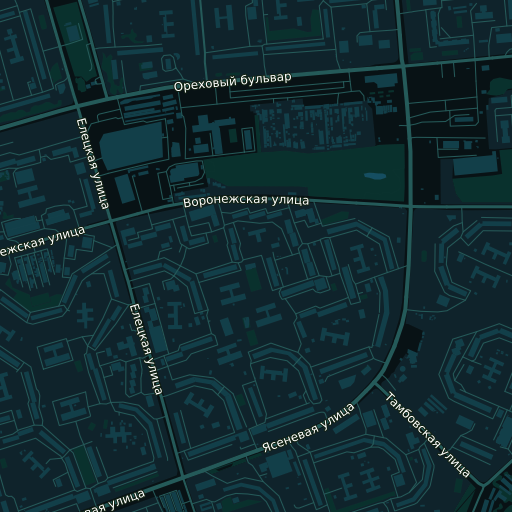 Ореховый бульвар
Елецкая улица
Воронежская улица
ежская улица
Елецкая улица
Ясеневая улица
Тамбовская улица
вая улица